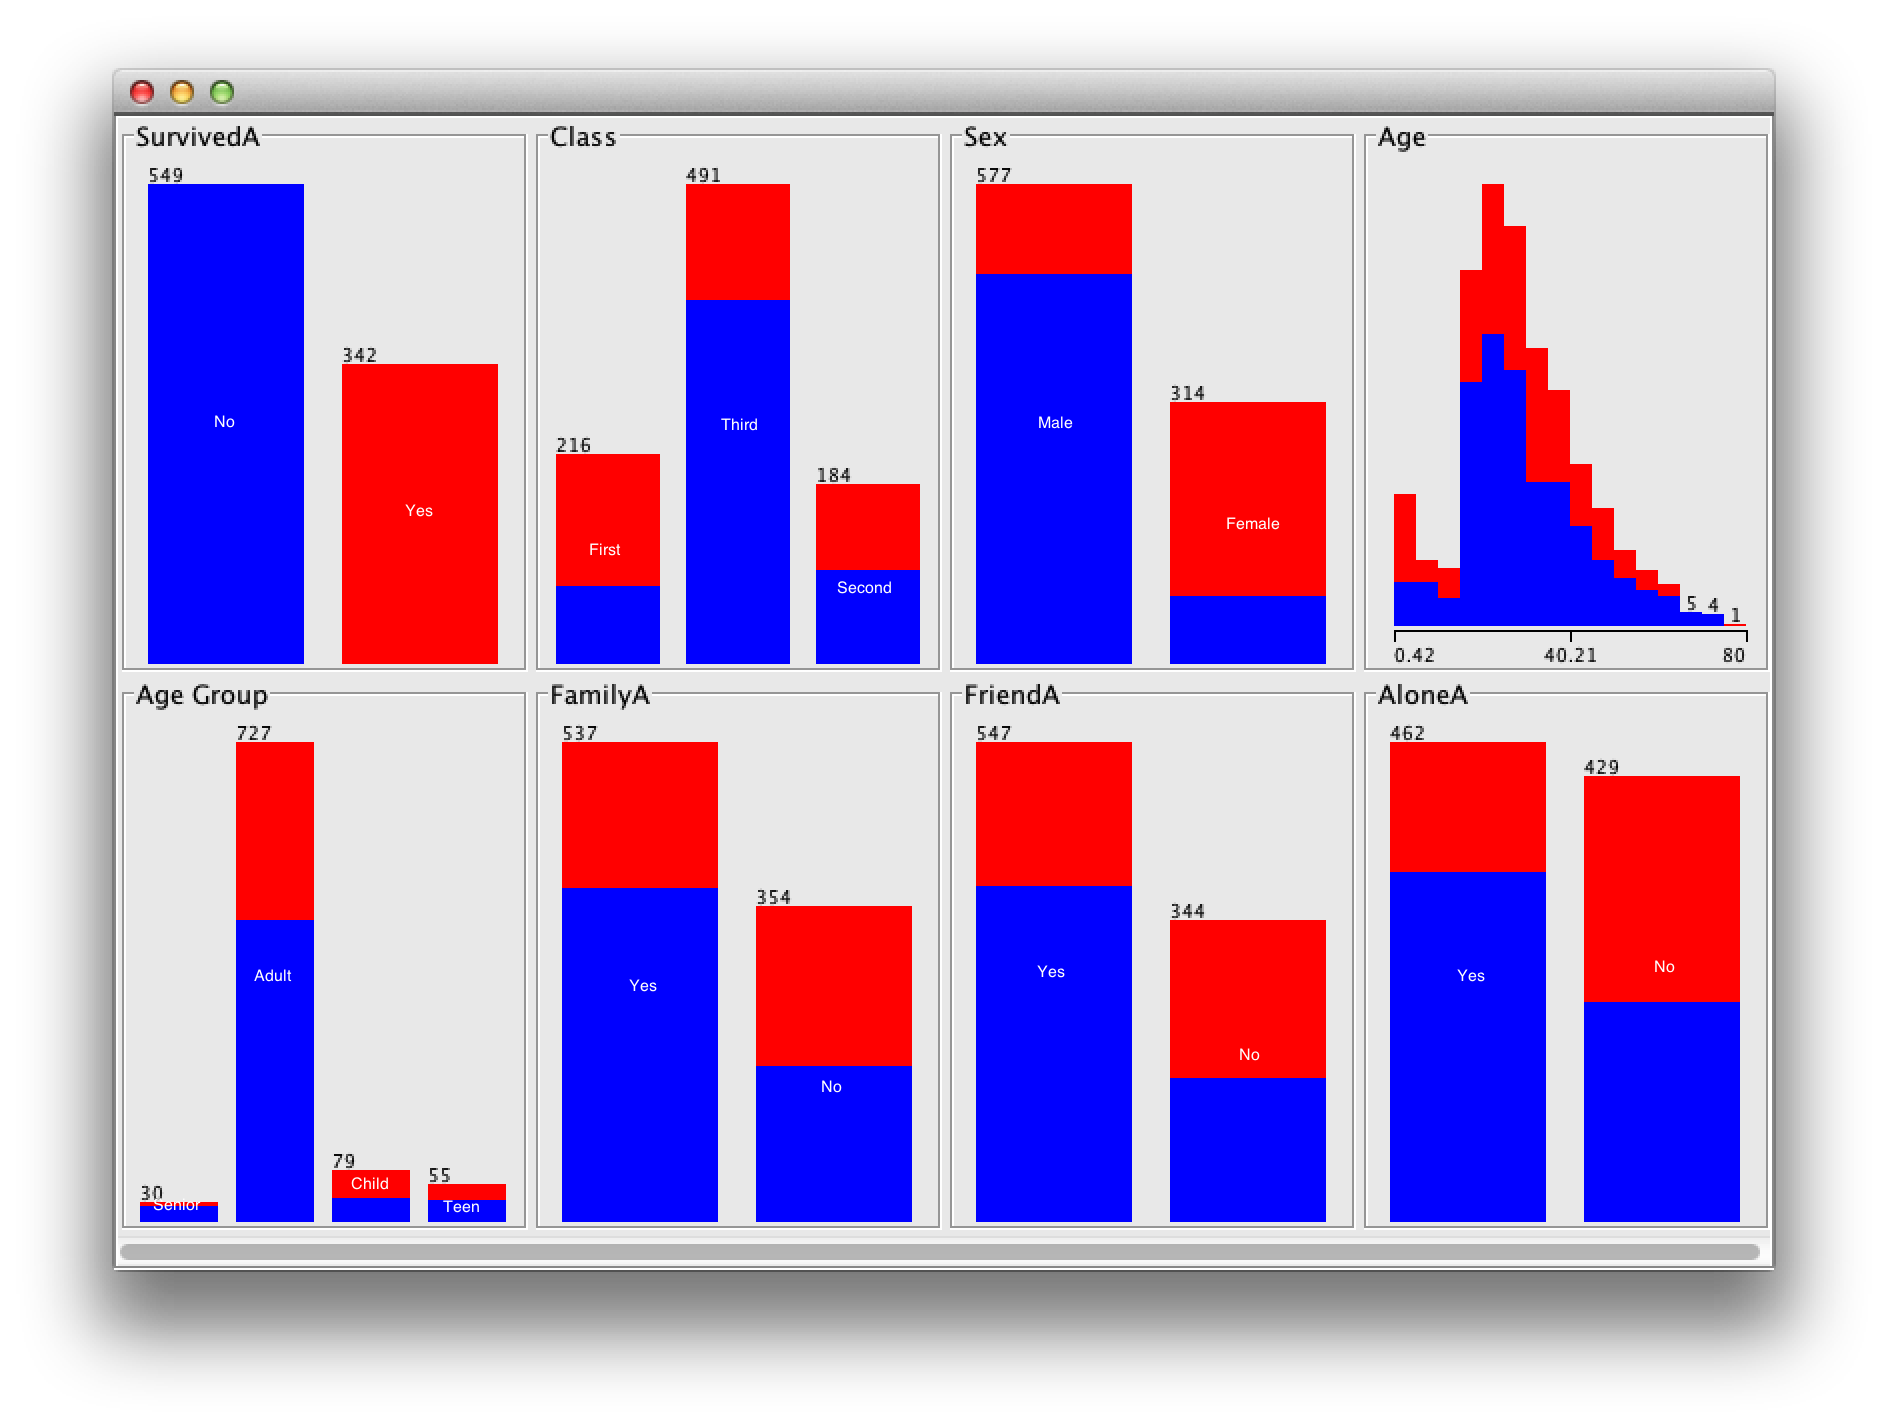 SurvivedA
549
342
No
Yes
Class
491
216
184
Third
First
Second
Sex
577
314
Male
Female
Age
5 4 1
0.42 40.21 80
Age Group
727
79
55
30
Adult
Child
Senior
Teen
FamilyA
537
354
Yes
No
FriendA
547
344
Yes
No
AloneA
462
429
Yes
No